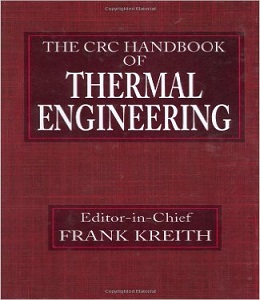 THE CRC HANDBOOK
OF
THERMAL
ENGINEERING
Editor-in-Chief
FRANK KREITH